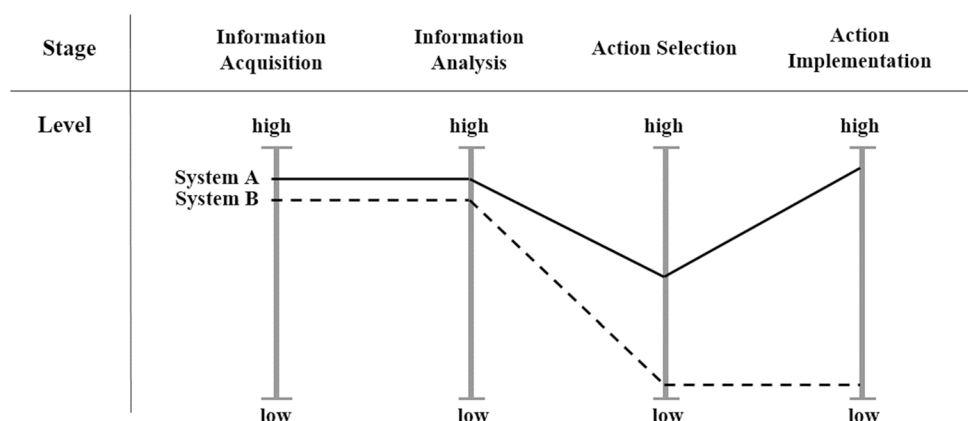 Stage
Information
Acquisition
Information
Analysis
Action Selection
Action
Implementation
Level
high
high
high
high
System A
System B
low
low
low
low